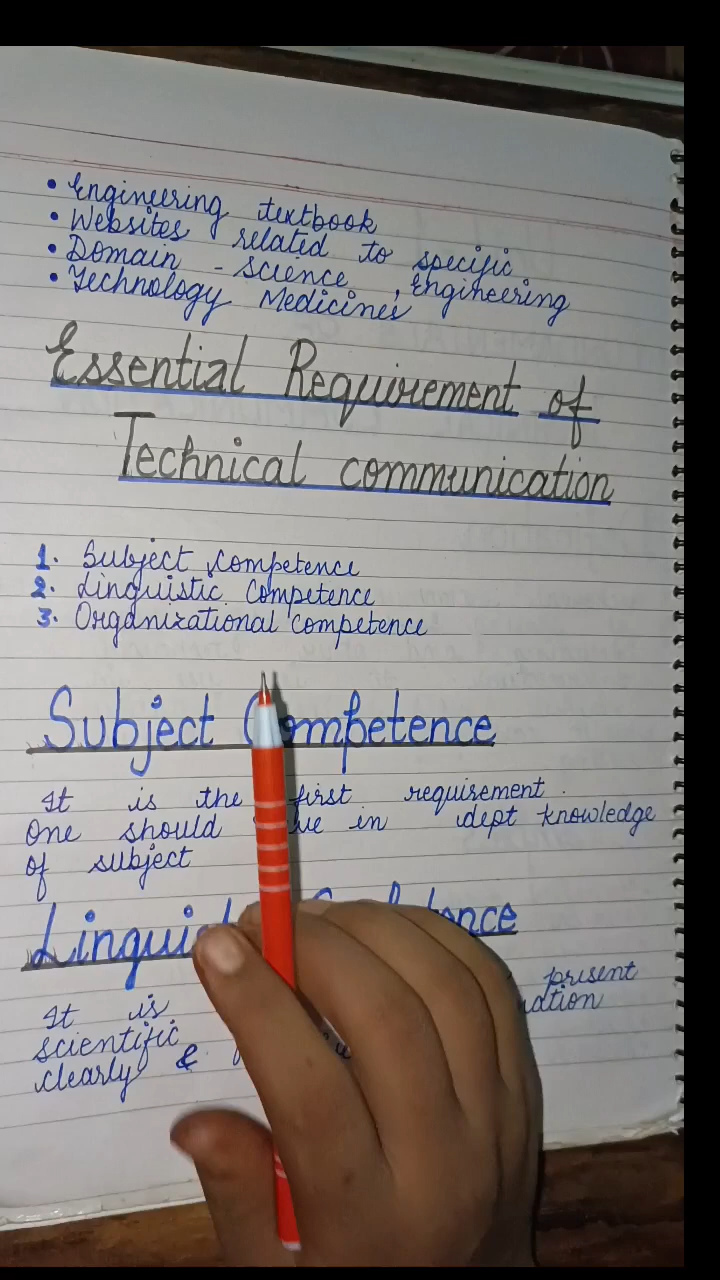 • Engineering textbook
• Websites related to specific
• Domain - science, Engineering
• Technology Medicines
Essential Requirement of
Technical communication
1. Subject Competence
2. Linguistic Competence
3. Organizational competence
Subject Competence
It is the first requirement.
One should in dept knowledge
of subject
It is present
scientific
clearly &